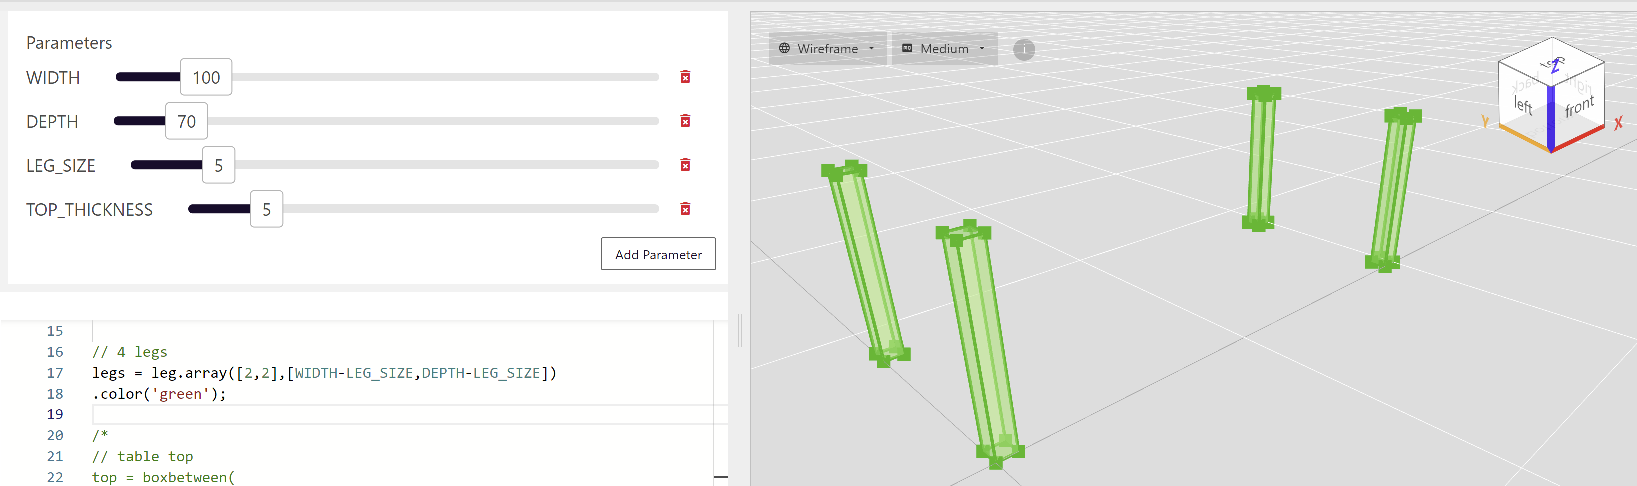 Parameters
WIDTH 100
DEPTH 70
LEG_SIZE 5
TOP_THICKNESS 5
Add Parameter
15
16 // 4 legs
17 legs = leg.array([2,2],[WIDTH-LEG_SIZE,DEPTH-LEG_SIZE])
18 .color('green');
19
20 /*
21 // table top
22 top = boxbetween(
Wireframe
Medium
i
Z
left
front
right
back
Y
X